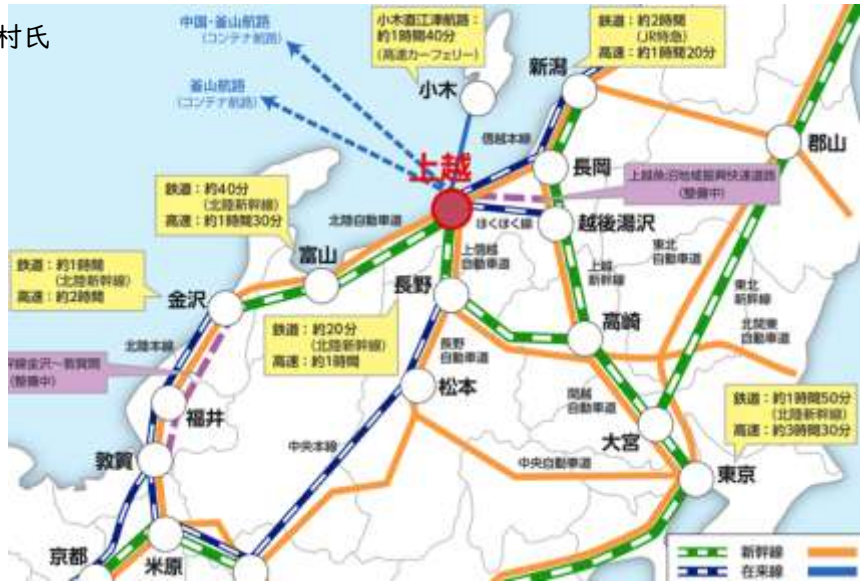 村氏
中国・釜山航路
(コンテナ航路)
釜山航路
(コンテナ航路)
小木直江津航路：
約1時間40分
(高速カーフェリー)
小木
鉄道：約2時間
(JR特急)
高速：約1時間20分
新潟
信越本線
長岡
郡山
上越魚沼地域振興快速道路
(整備中)
上越
ほくほく線
越後湯沢
鉄道：約40分
(北陸新幹線)
高速：約1時間30分
北陸自動車道
富山
上信越
自動車道
上越
新幹線
東北
自動車道
東北
新幹線
鉄道：約1時間
(北陸新幹線)
高速：約2時間
金沢
長野
鉄道：約20分
(北陸新幹線)
高速：約1時間
高崎
北関東
自動車道
北陸本線
長野
自動車道
幹線金沢～敦賀間
(整備中)
松本
関越
自動車道
福井
鉄道：約1時間50分
(北陸新幹線)
高速：約3時間30分
大宮
敦賀
中央本線
中央自動車道
東京
京都
米原
新幹線
在来線